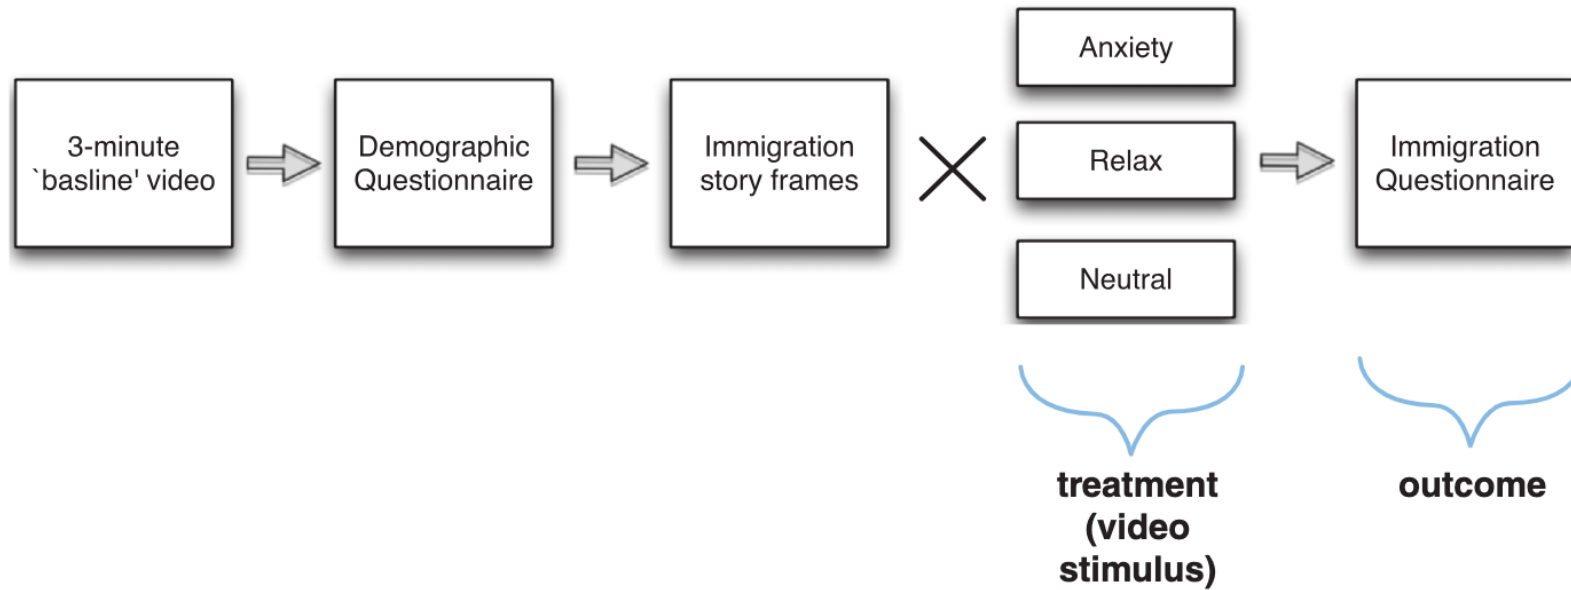 3-minute
`basline' video
Demographic
Questionnaire
Immigration
story frames
Anxiety
Relax
Neutral
Immigration
Questionnaire
treatment
(video
stimulus)
outcome